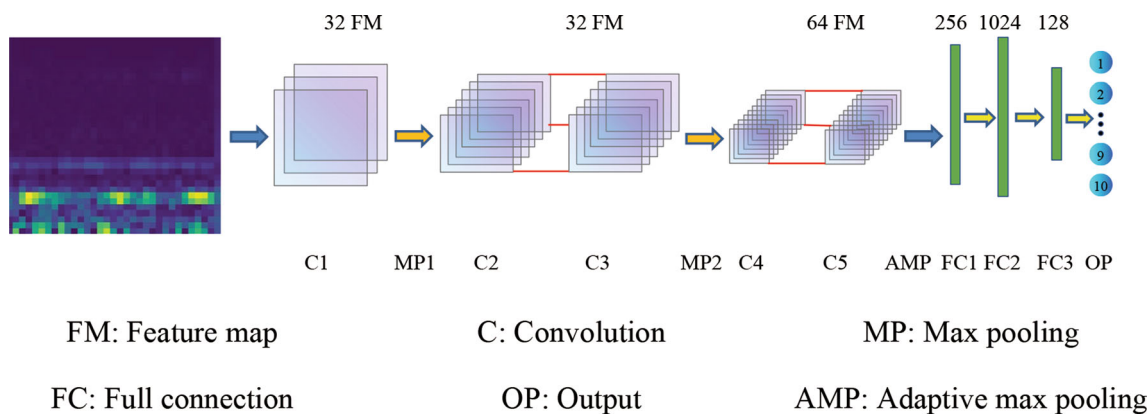 32 FM 32 FM 64 FM 256 1024 128
1
2
9
10
C1 MP1 C2 C3 MP2 C4 C5 AMP FC1 FC2 FC3 OP
FM: Feature map C: Convolution MP: Max pooling
FC: Full connection OP: Output AMP: Adaptive max pooling